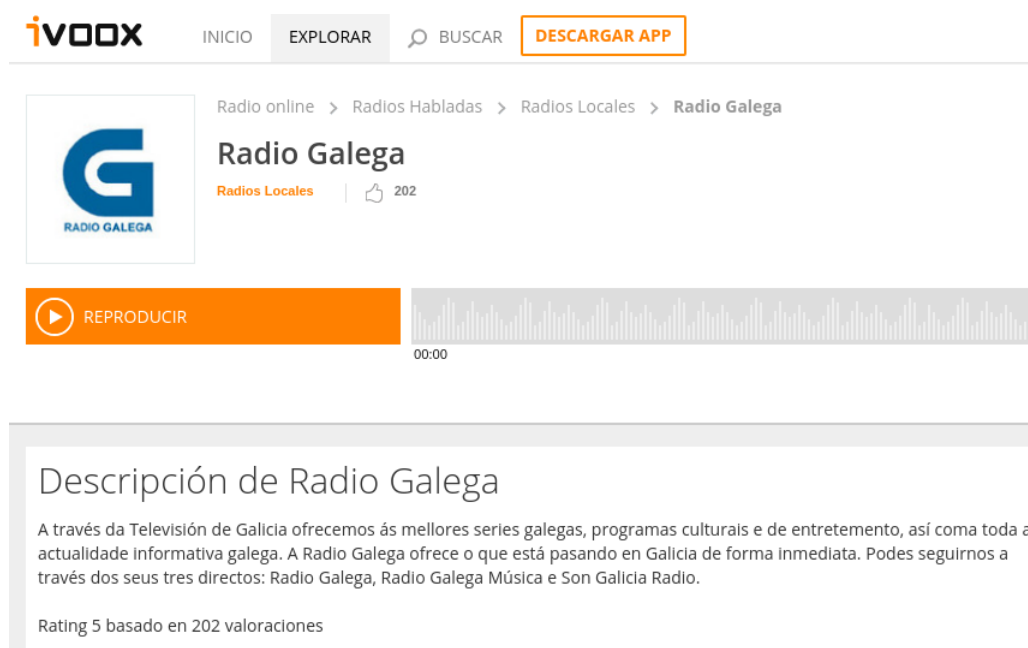 ivoox INICIO EXPLORAR BUSCAR DESCARGAR APP
Radio online > Radios Habladas > Radios Locales > Radio Galega
Radio Galega
Radios Locales 202
RADIO GALEGA
REPRODUCIR
00:00
Descripción de Radio Galega
A través da Televisión de Galicia ofrecemos ás mellores series galegas, programas culturais e de entretemento, así coma toda a
actualidade informativa galega. A Radio Galega ofrece o que está pasando en Galicia de forma inmediata. Podes seguirnos a
través dos seus tres directos: Radio Galega, Radio Galega Música e Son Galicia Radio.
Rating 5 basado en 202 valoraciones